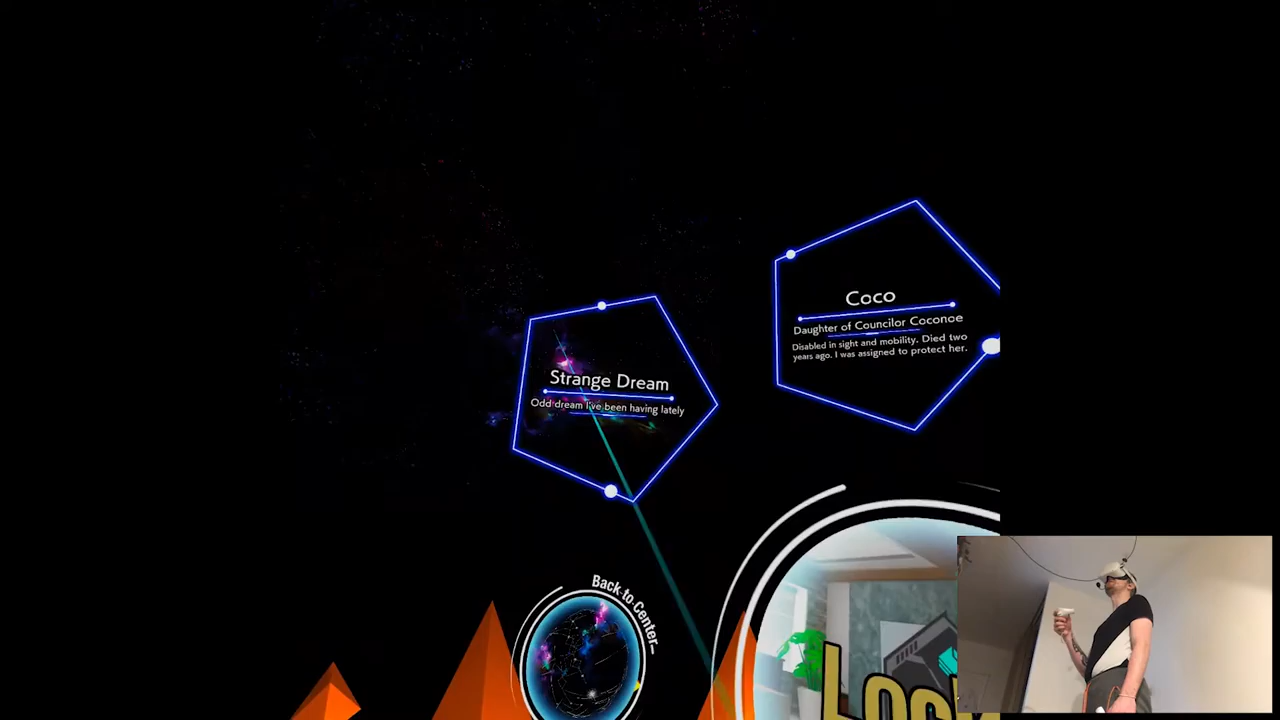 Coco
Daughter of Councilor Coconoe
Disabled in sight and mobility. Died two
years ago. I was assigned to protect her.
Strange Dream
Odd dream I've been having lately
Back to Center...